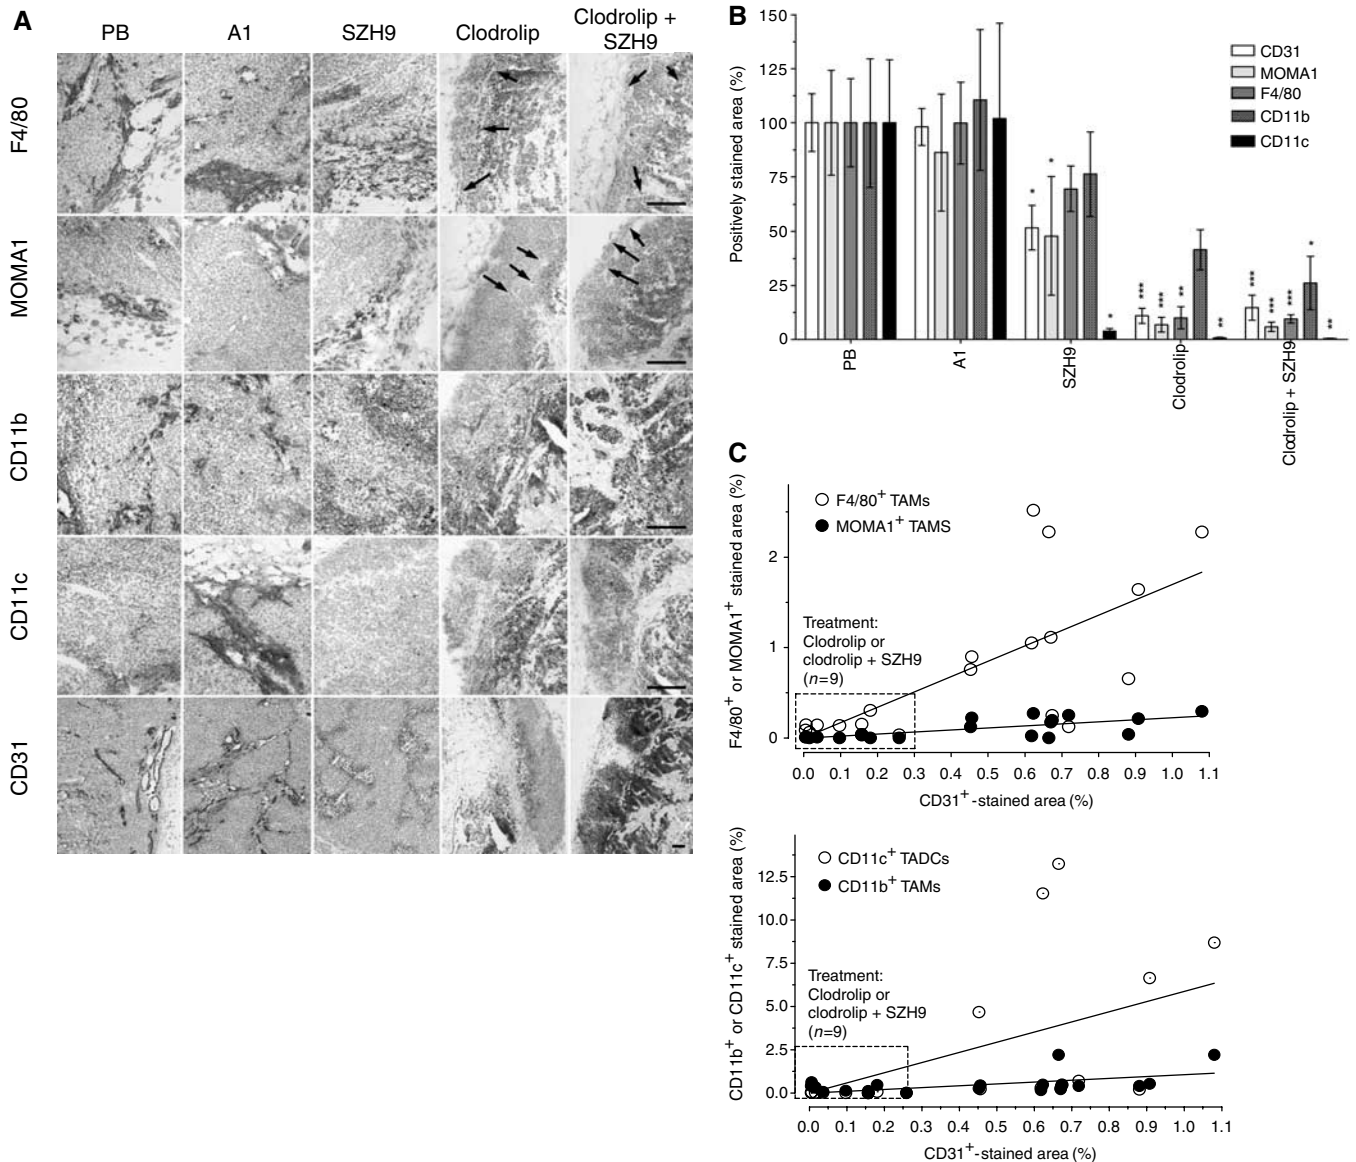 A
PB
A1
SZH9
Clodrolip
Clodrolip +
SZH9
F4/80
MOMA1
CD11b
CD11c
CD31
B
Positively stained area (%)
150
125
100
75
50
25
0
CD31
MOMA1
F4/80
CD11b
CD11c
*
*
*
***
***
**
**
***
***
***
*
**
PB
A1
SZH9
Clodrolip
Clodrolip + SZH9
C
F4/80+ or MOMA1+ stained area (%)
F4/80+ TAMs
MOMA1+ TAMS
2
1
0
Treatment:
Clodrolip or
clodrolip + SZH9
(n=9)
0.0 0.1 0.2 0.3 0.4 0.5 0.6 0.7 0.8 0.9 1.0 1.1
CD31+-stained area (%)
CD11b+ or CD11c+ stained area (%)
CD11c+ TADCs
CD11b+ TAMs
12.5
10.0
7.5
5.0
2.5
0.0
Treatment:
Clodrolip or
clodrolip + SZH9
(n=9)
0.0 0.1 0.2 0.3 0.4 0.5 0.6 0.7 0.8 0.9 1.0 1.1
CD31+-stained area (%)